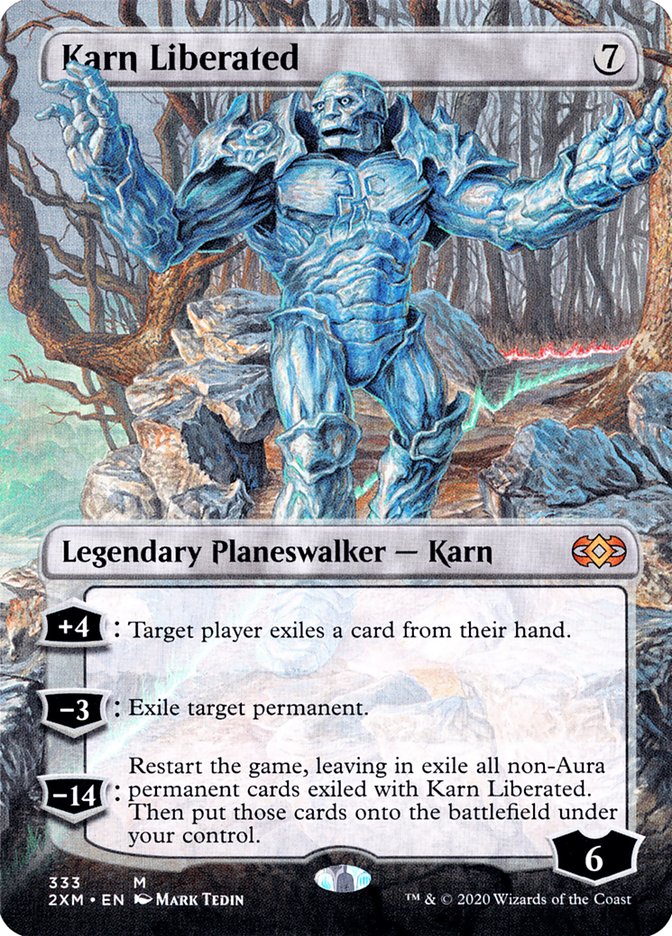 Karn Liberated 7
Legendary Planeswalker — Karn
+4 : Target player exiles a card from their hand.
−3 : Exile target permanent.
Restart the game, leaving in exile all non-Aura
−14 : permanent cards exiled with Karn Liberated.
Then put those cards onto the battlefield under
your control.
6
333 M
2XM • EN Mark Tedin
™ & © 2020 Wizards of the Coast